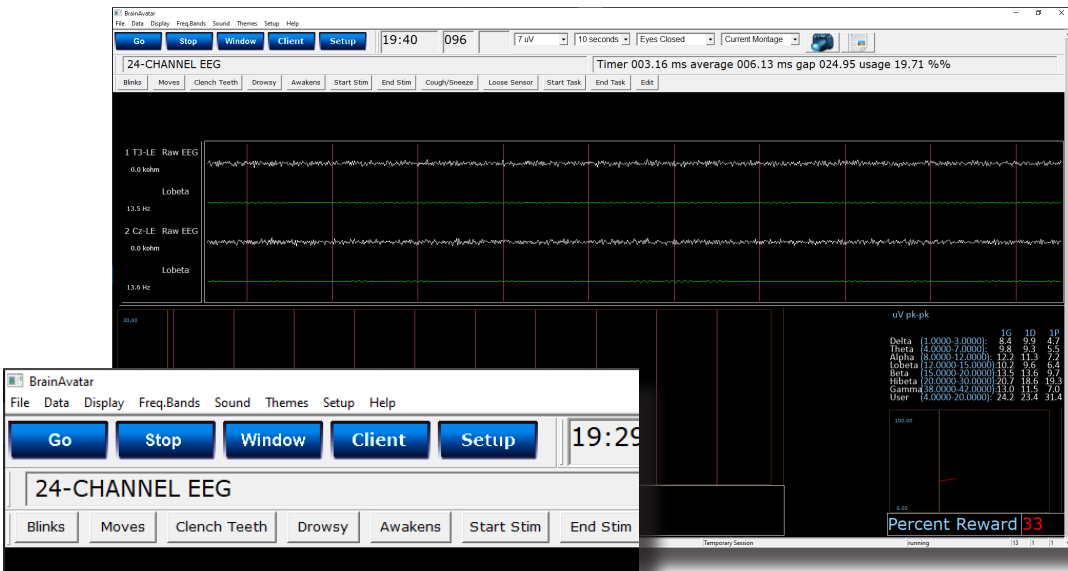 BrainAvatar
File Data Display Freq.Bands Sound Themes Setup Help
Go Stop Window Client Setup 19:40 096 7 uV 10 seconds Eyes Closed Current Montage
24-CHANNEL EEG Timer 003.16 ms average 006.13 ms gap 024.95 usage 19.71 %%
Blinks Moves Clench Teeth Drowsy Awakens Start Stim End Stim Cough/Sneeze Loose Sensor Start Task End Task Edit
1 T3-LE Raw EEG
0.0 kohm
Lobeta
13.5 Hz
2 Cz-LE Raw EEG
0.0 kohm
Lobeta
13.6 Hz
20.00
uV pk-pk
1G 1D 1P
Delta (1.0000-3.0000): 8.4 9.9 4.7
Theta (4.0000-7.0000): 9.8 9.3 5.5
Alpha (8.0000-12.0000): 12.2 11.3 7.2
Lobeta (12.0000-15.0000):10.2 9.6 6.4
Beta (15.0000-20.0000):13.5 13.6 9.7
Hibeta (20.0000-30.0000):20.7 18.6 19.3
Gamma(38.0000-42.0000):13.0 11.5 7.0
User (4.0000-20.0000): 24.2 23.4 31.4
100.00
0.00
Percent Reward 33
Temporary Session running 13 1 1
BrainAvatar
File Data Display Freq.Bands Sound Themes Setup Help
Go Stop Window Client Setup 19:29
24-CHANNEL EEG
Blinks Moves Clench Teeth Drowsy Awakens Start Stim End Stim